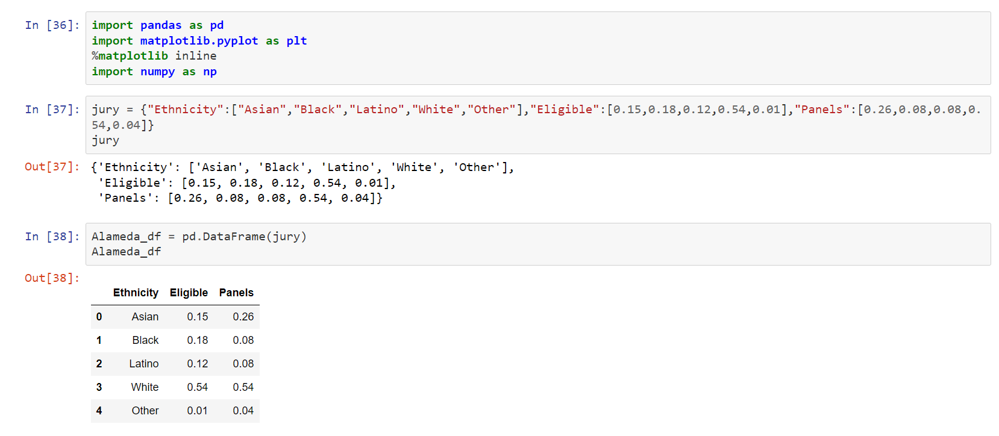 In [36]: import pandas as pd
import matplotlib.pyplot as plt
%matplotlib inline
import numpy as np
In [37]: jury = {"Ethnicity":["Asian","Black","Latino","White","Other"],"Eligible":[0.15,0.18,0.12,0.54,0.01],"Panels":[0.26,0.08,0.08,0.
54,0.04]}
jury
Out[37]: {'Ethnicity': ['Asian', 'Black', 'Latino', 'White', 'Other'],
'Eligible': [0.15, 0.18, 0.12, 0.54, 0.01],
'Panels': [0.26, 0.08, 0.08, 0.54, 0.04]}
In [38]: Alameda_df = pd.DataFrame(jury)
Alameda_df
Out[38]:
Ethnicity Eligible Panels
0 Asian 0.15 0.26
1 Black 0.18 0.08
2 Latino 0.12 0.08
3 White 0.54 0.54
4 Other 0.01 0.04